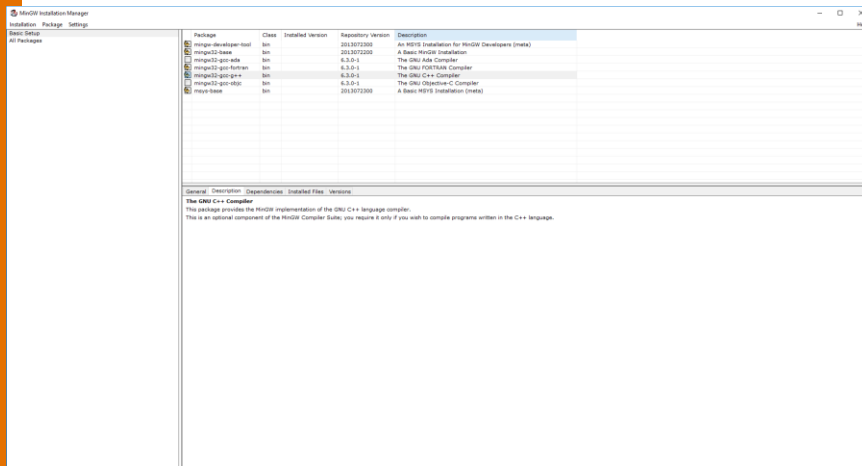 MinGW Installation Manager
Installation Package Settings
Basic Setup
All Packages
Package Class Installed Version Repository Version Description
mingw-developer-tool bin 2013072300 An MSYS Installation for MinGW Developers (meta)
mingw32-base bin 2013072200 A Basic MinGW Installation
mingw32-gcc-ada bin 6.3.0-1 The GNU Ada Compiler
mingw32-gcc-fortran bin 6.3.0-1 The GNU FORTRAN Compiler
mingw32-gcc-g++ bin 6.3.0-1 The GNU C++ Compiler
mingw32-gcc-objc bin 6.3.0-1 The GNU Objective-C Compiler
msys-base bin 2013072300 A Basic MSYS Installation (meta)
General Description Dependencies Installed Files Versions
The GNU C++ Compiler
This package provides the MinGW implementation of the GNU C++ language compiler.
This is an optional component of the MinGW Compiler Suite; you require it only if you wish to compile programs written in the C++ language.